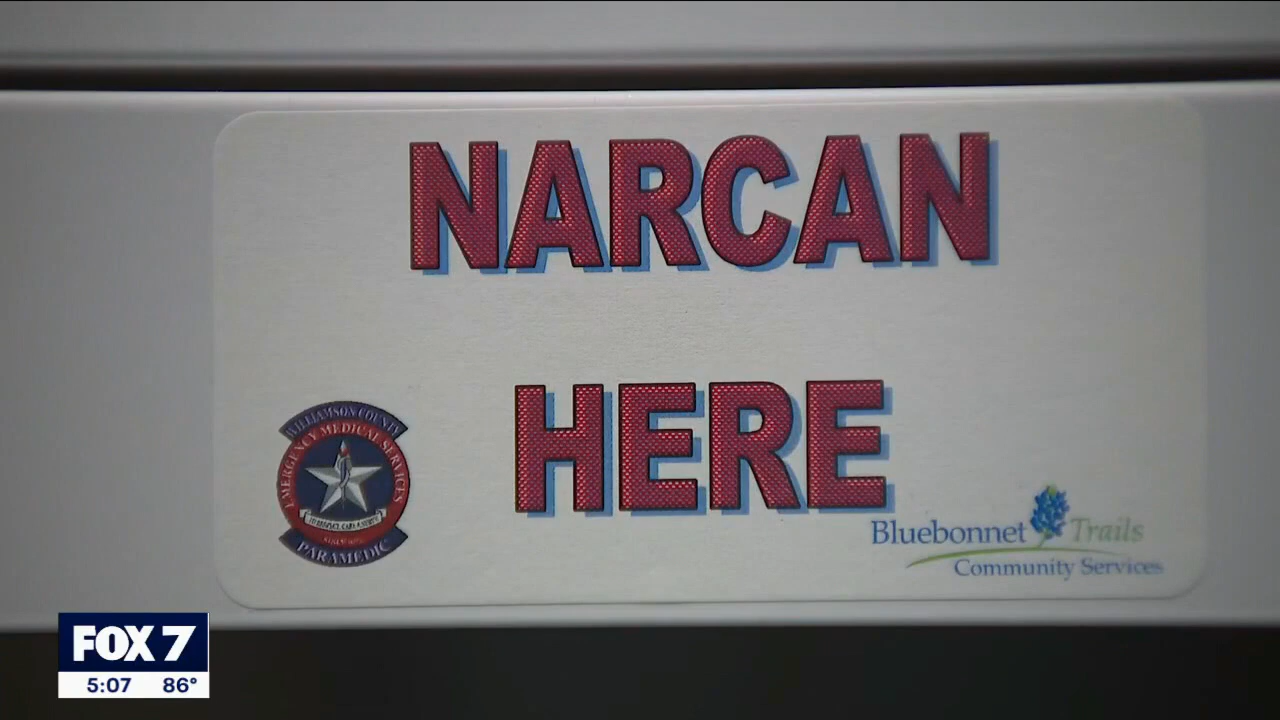 NARCAN
HERE
WILLIAMSON COUNTY
EMERGENCY MEDICAL SERVICES
PARAMEDIC
Bluebonnet Trails
Community Services
FOX 7
5:07 86°